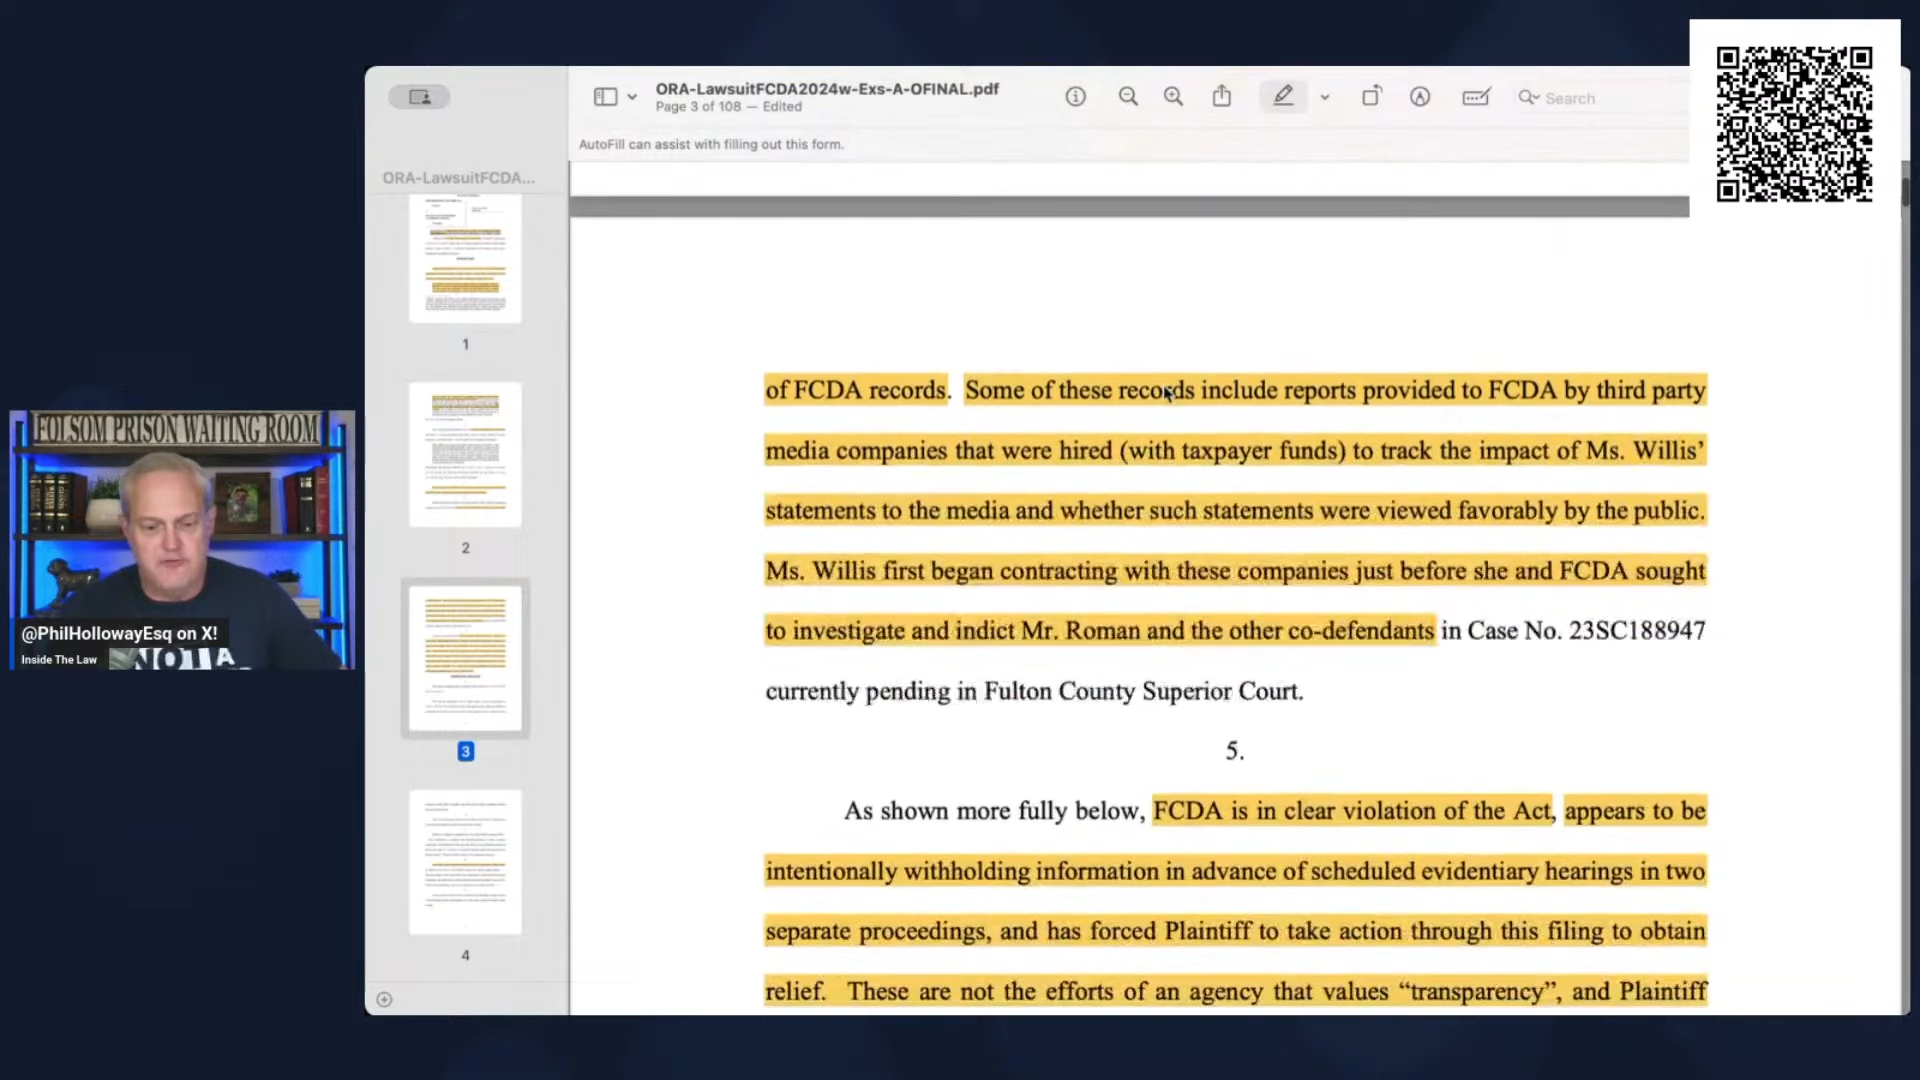 ORA-LawsuitFCDA2024w-Exs-A-OFINAL.pdf
Page 3 of 108 — Edited
Search
AutoFill can assist with filling out this form.
ORA-LawsuitFCDA...
1
2
3
4
of FCDA records. Some of these records include reports provided to FCDA by third party
media companies that were hired (with taxpayer funds) to track the impact of Ms. Willis’
statements to the media and whether such statements were viewed favorably by the public.
Ms. Willis first began contracting with these companies just before she and FCDA sought
to investigate and indict Mr. Roman and the other co-defendants in Case No. 23SC188947
currently pending in Fulton County Superior Court.
5.
As shown more fully below, FCDA is in clear violation of the Act, appears to be
intentionally withholding information in advance of scheduled evidentiary hearings in two
separate proceedings, and has forced Plaintiff to take action through this filing to obtain
relief. These are not the efforts of an agency that values “transparency”, and Plaintiff
FOLSOM PRISON WAITING ROOM
@PhilHollowayEsq on X!
Inside The Law
NOT A